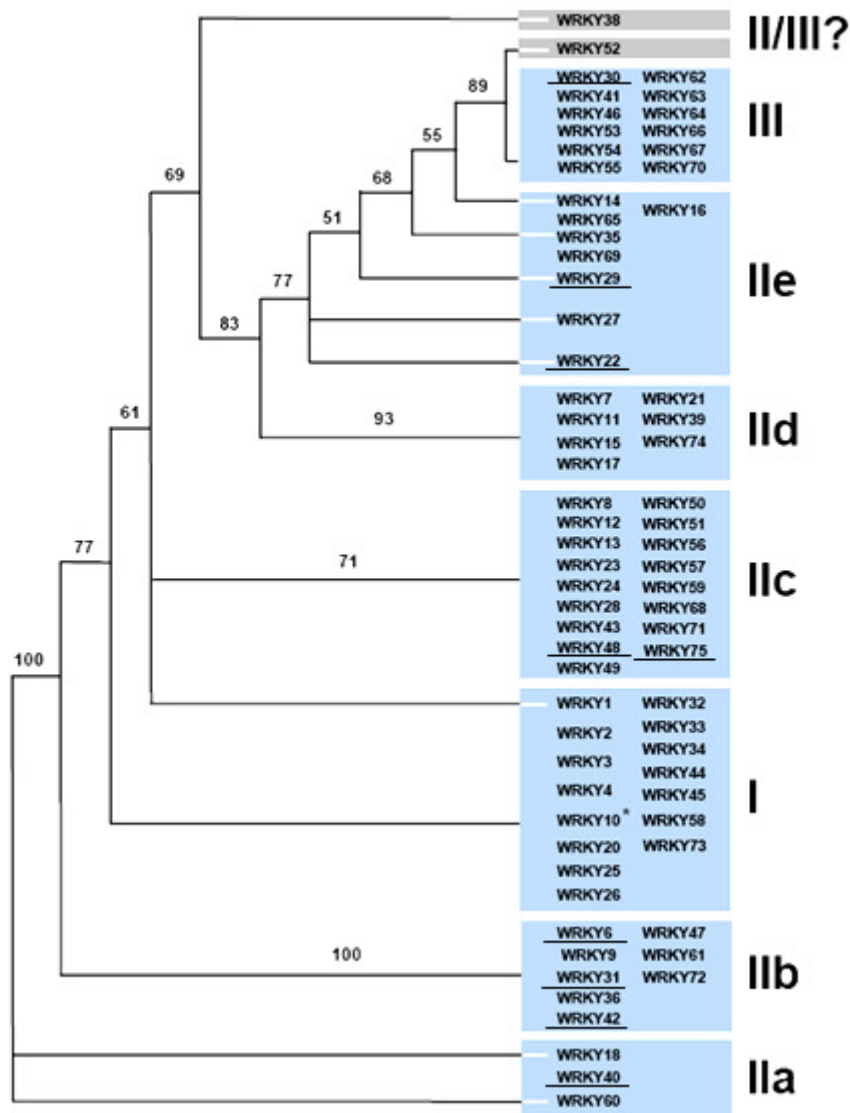 WRKY38
II/III?
WRKY52
89
WRKY30 WRKY62
WRKY41 WRKY63
WRKY46 WRKY64
III
WRKY53 WRKY66
55
WRKY54 WRKY67
WRKY55 WRKY70
69
68
WRKY14
WRKY16
51
WRKY65
WRKY35
WRKY69
77
WRKY29
IIe
83
WRKY27
WRKY22
61
93
WRKY7 WRKY21
WRKY11 WRKY39
IId
WRKY15 WRKY74
WRKY17
77
71
WRKY8 WRKY50
WRKY12 WRKY51
WRKY13 WRKY56
WRKY23 WRKY57
IIc
WRKY24 WRKY59
WRKY28 WRKY68
WRKY43 WRKY71
WRKY48 WRKY75
WRKY49
100
WRKY1 WRKY32
WRKY2 WRKY33
WRKY3 WRKY34
WRKY44
I
WRKY4 WRKY45
WRKY10* WRKY58
WRKY20 WRKY73
WRKY25
WRKY26
100
WRKY6 WRKY47
WRKY9 WRKY61
IIb
WRKY31 WRKY72
WRKY36
WRKY42
WRKY18
WRKY40
IIa
WRKY60